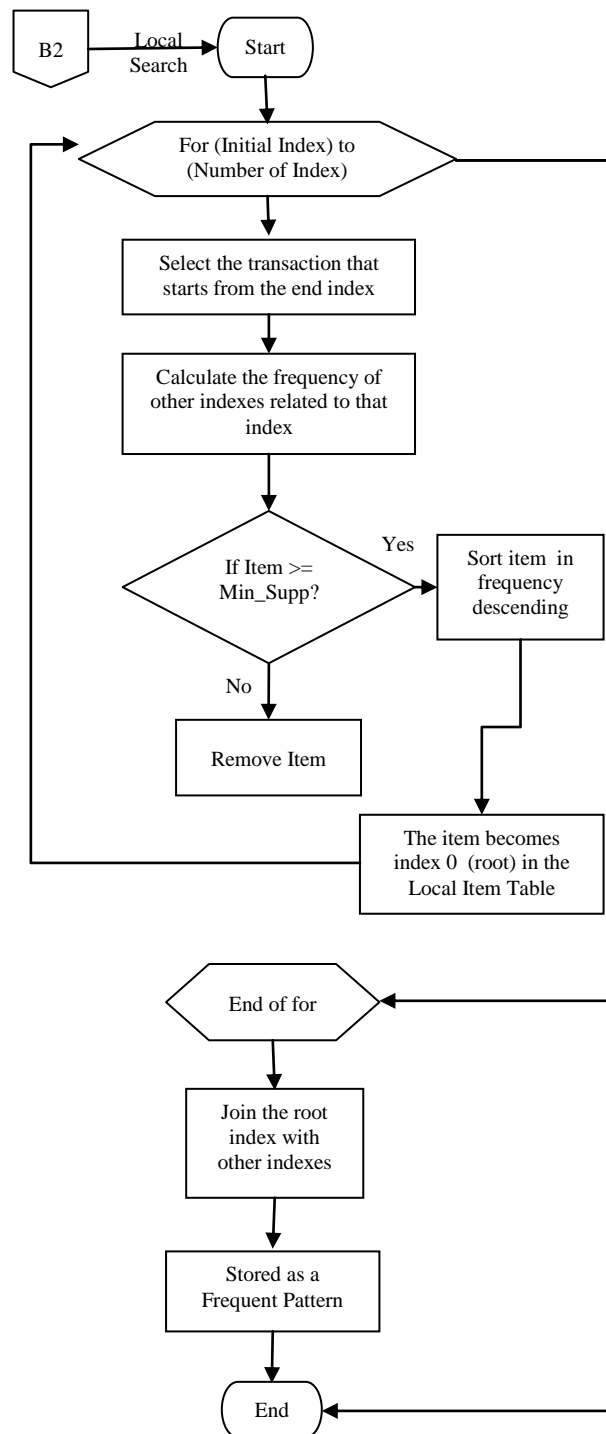 B2
Local
Search
Start
For (Initial Index) to
(Number of Index)
Select the transaction that
starts from the end index
Calculate the frequency of
other indexes related to that
index
If Item >=
Min_Supp?
Yes
Sort item in
frequency
descending
No
Remove Item
The item becomes
index 0 (root) in the
Local Item Table
End of for
Join the root
index with
other indexes
Stored as a
Frequent Pattern
End